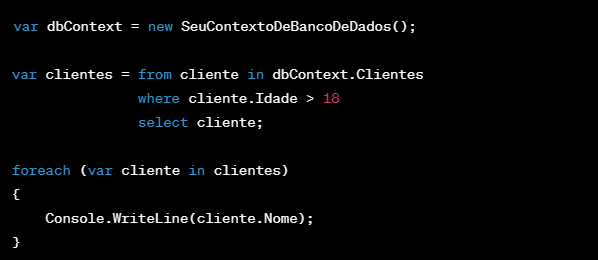 var dbContext = new SeuContextoDeBancoDeDados();
var clientes = from cliente in dbContext.Clientes
where cliente.Idade > 18
select cliente;
foreach (var cliente in clientes)
{
Console.WriteLine(cliente.Nome);
}